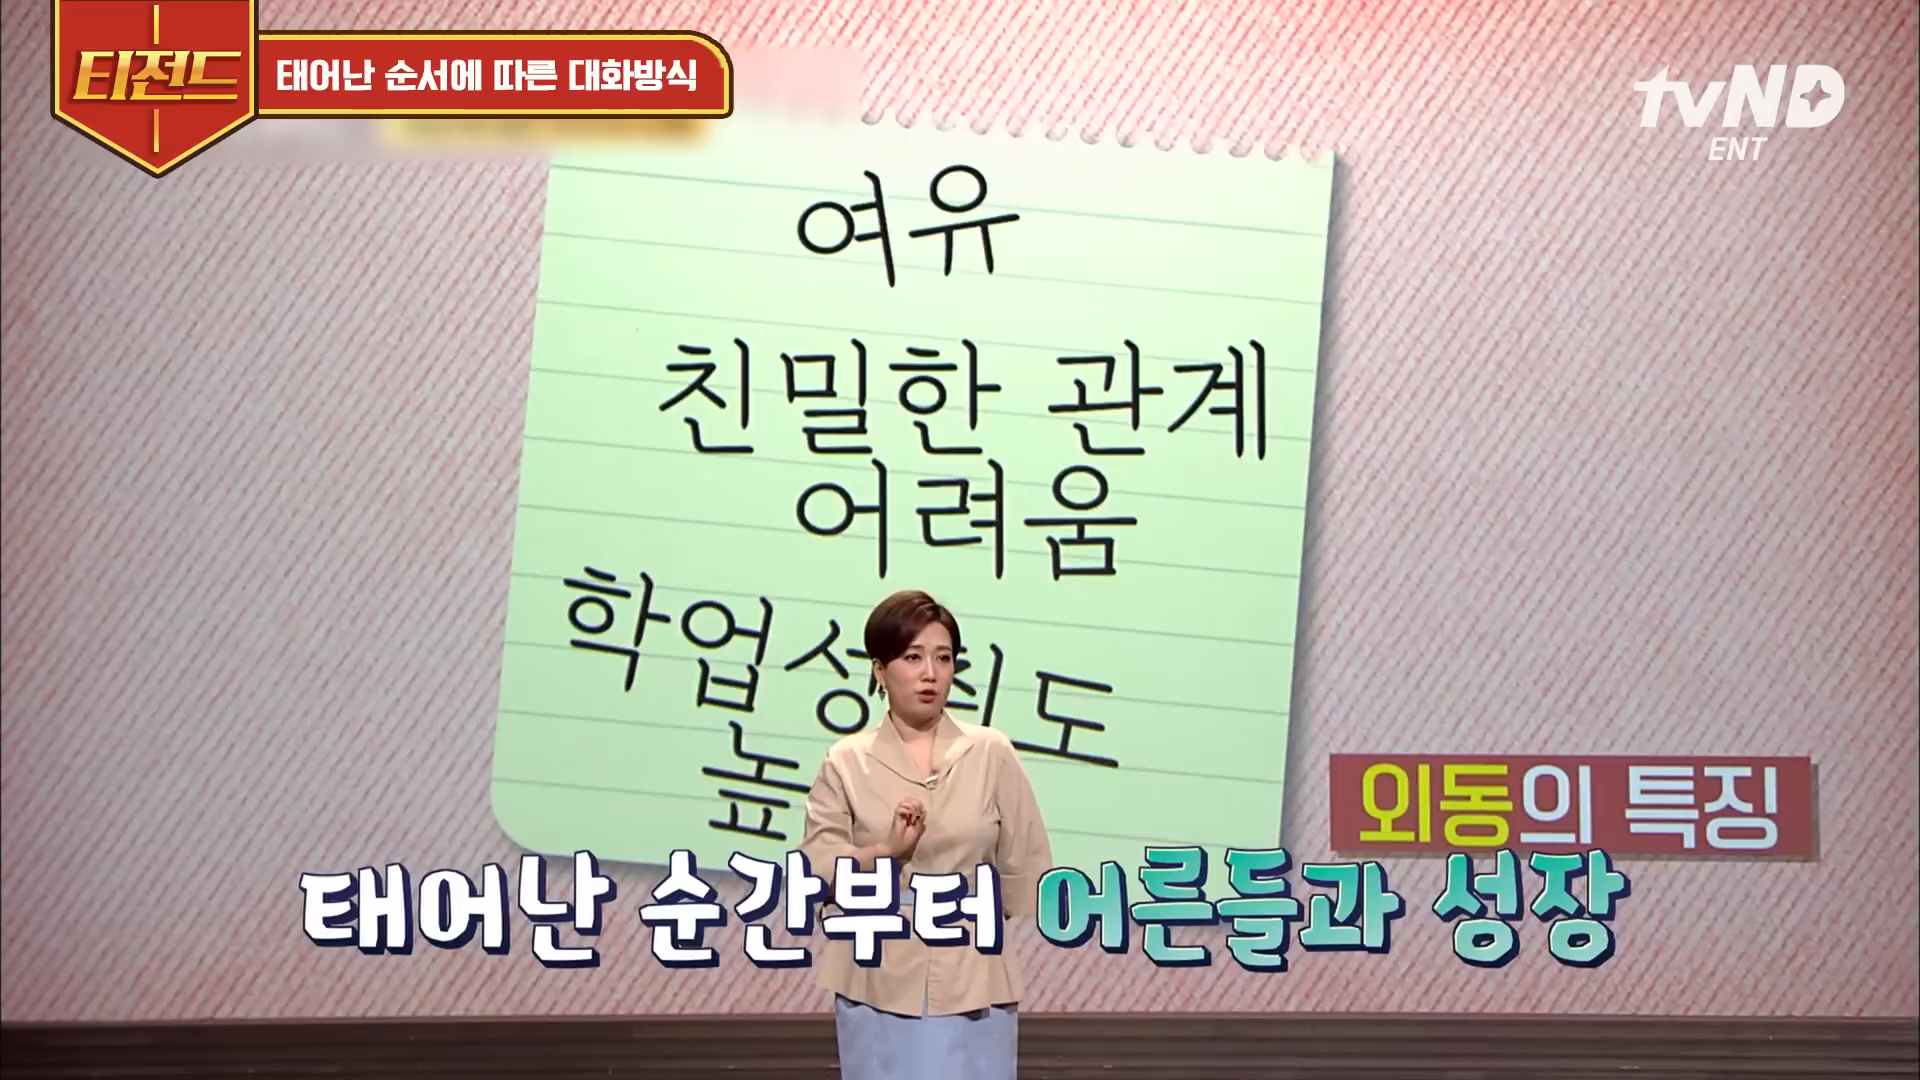 티전드
태어난 순서에 따른 대화방식
tvND
ENT
여유
친밀한 관계
어려움
학업성취도
높
외동의 특징
태어난 순간부터 어른들과 성장